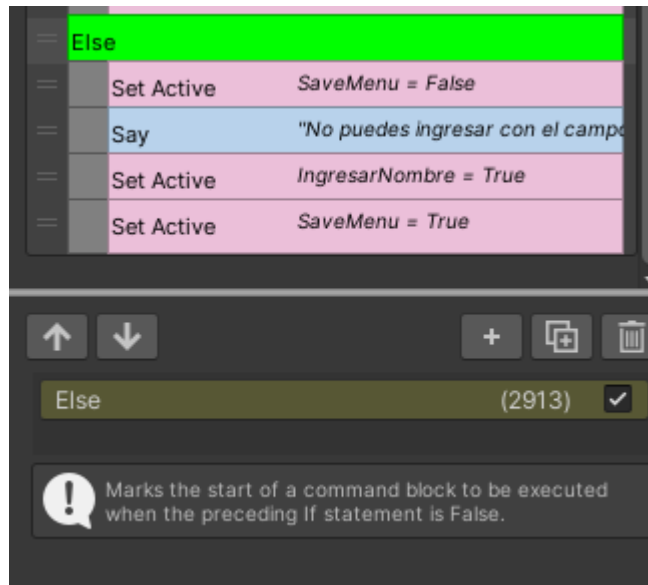 Else
Set Active SaveMenu = False
Say "No puedes ingresar con el campo
Set Active IngresarNombre = True
Set Active SaveMenu = True
Else (2913)
Marks the start of a command block to be executed
when the preceding If statement is False.